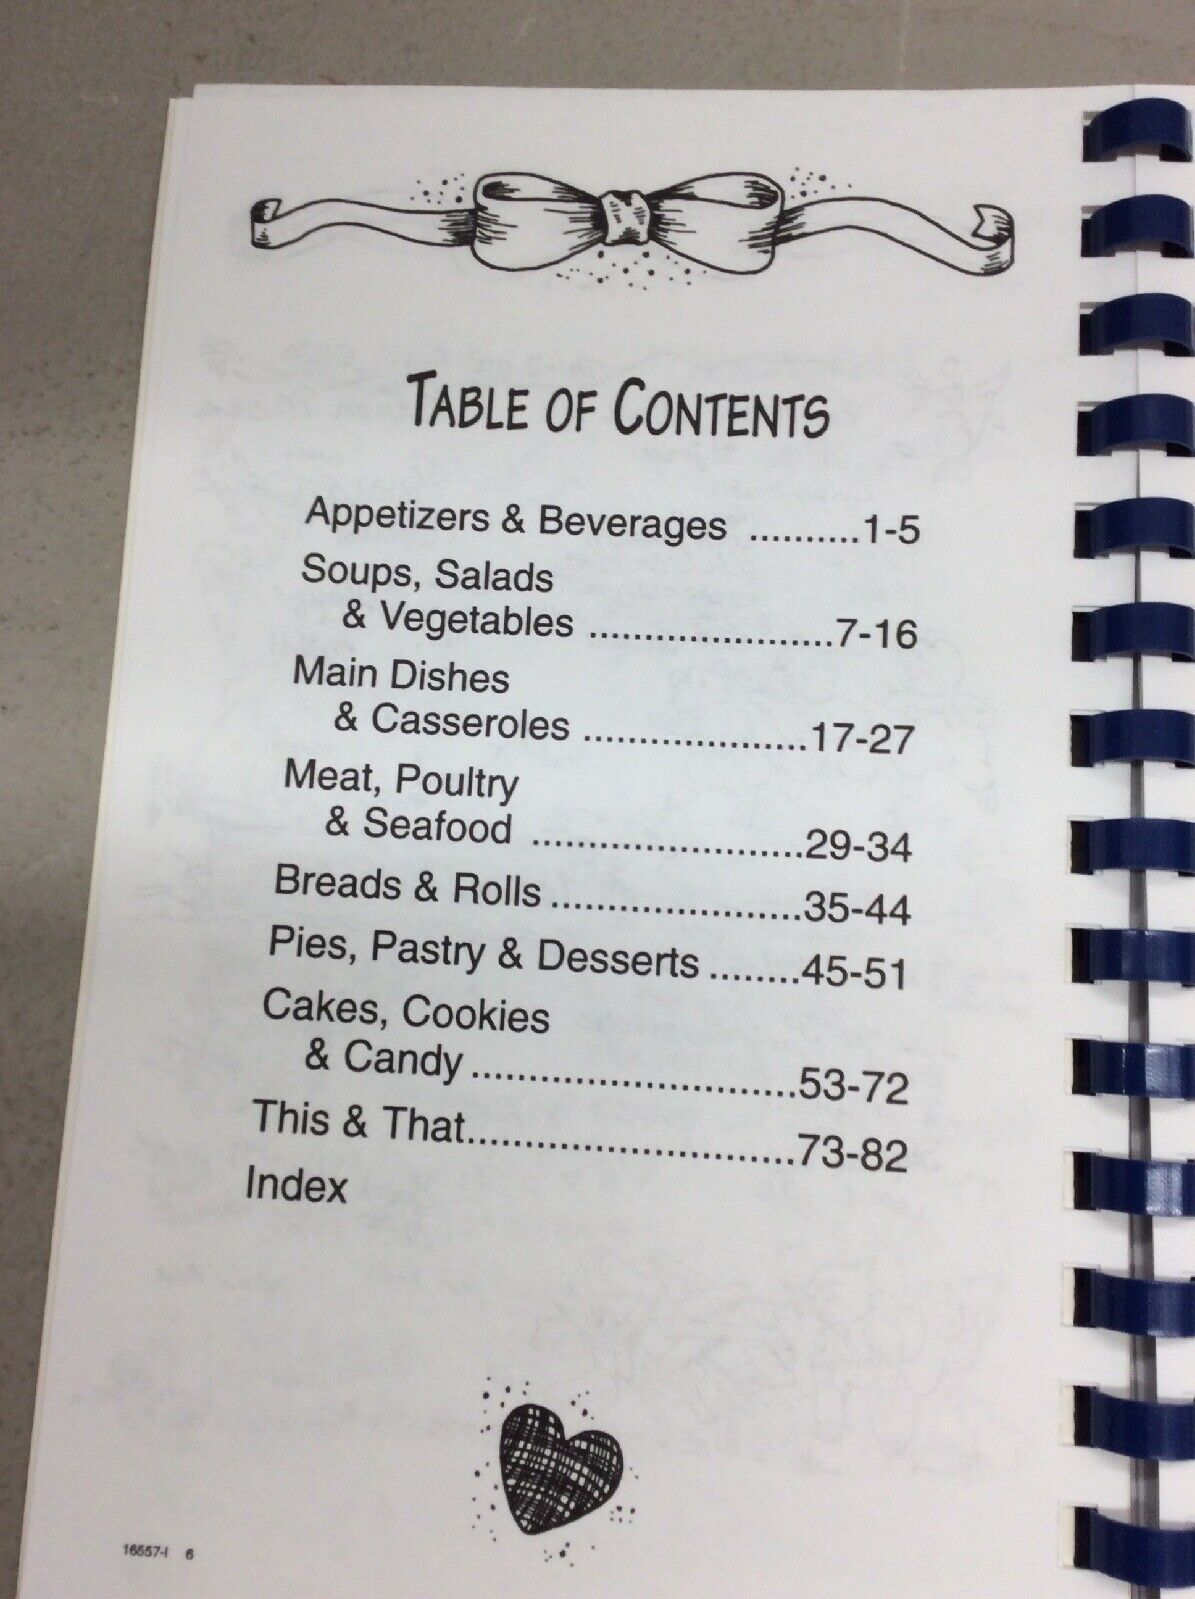 TABLE OF CONTENTS
Appetizers & Beverages ..........1-5
Soups, Salads
& Vegetables ......................7-16
Main Dishes
& Casseroles ....................17-27
Meat, Poultry
& Seafood ........................29-34
Breads & Rolls ......................35-44
Pies, Pastry & Desserts ........45-51
Cakes, Cookies
& Candy ............................53-72
This & That............................73-82
Index
16557-I 6